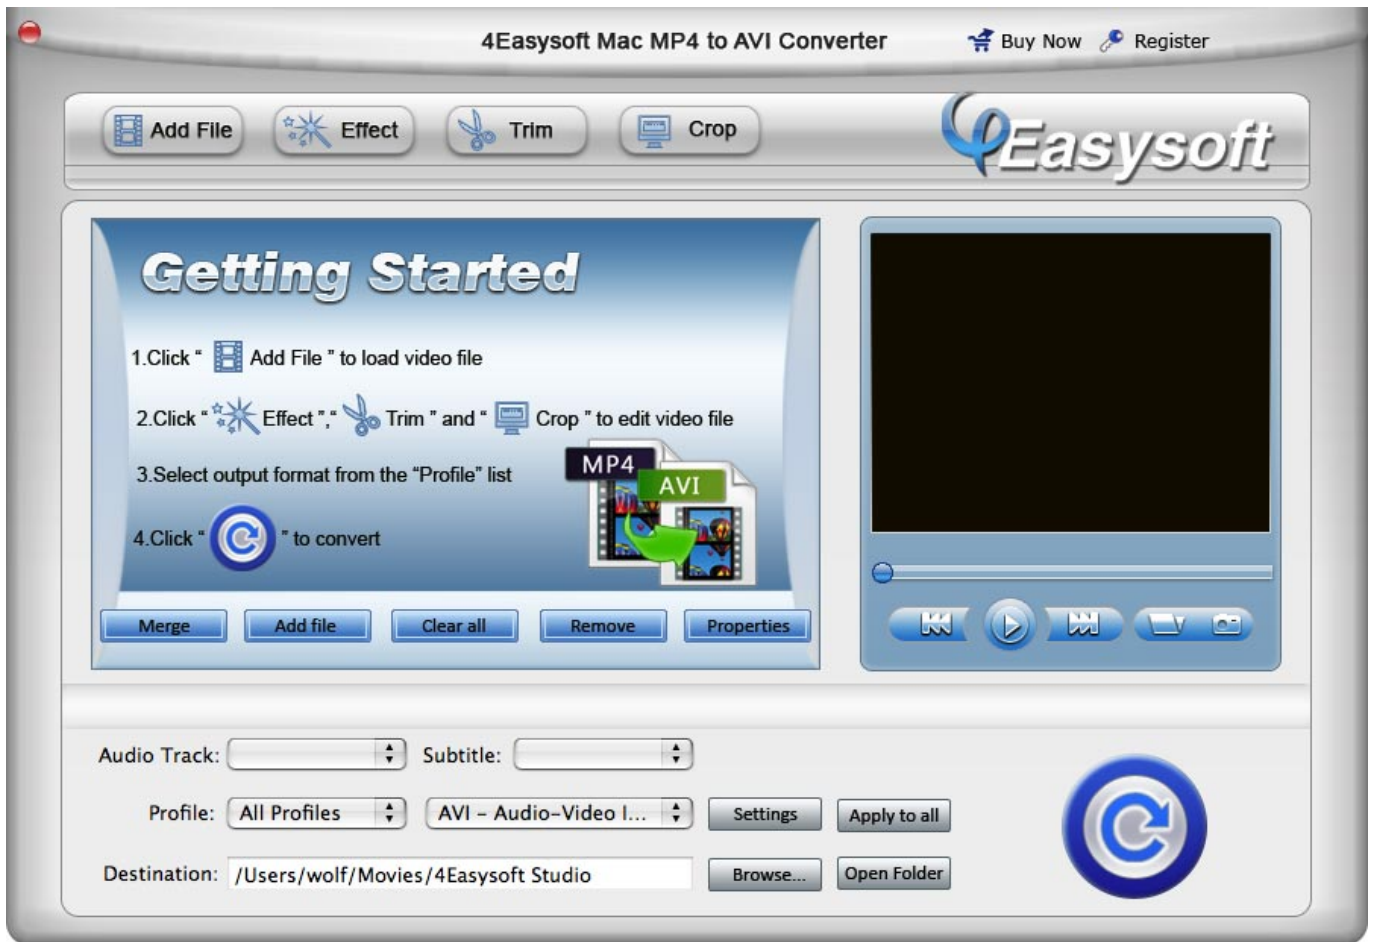 4Easysoft Mac MP4 to AVI Converter
Buy Now
Register
Add File
Effect
Trim
Crop
Easysoft
Getting Started
1.Click “ Add File ” to load video file
2.Click “ Effect ”,“ Trim ” and “ Crop ” to edit video file
3.Select output format from the “Profile” list
MP4
AVI
4.Click “ ” to convert
Merge
Add file
Clear all
Remove
Properties
Audio Track:
Subtitle:
Profile: All Profiles
AVI – Audio–Video I...
Settings
Apply to all
Destination: /Users/wolf/Movies/4Easysoft Studio
Browse...
Open Folder